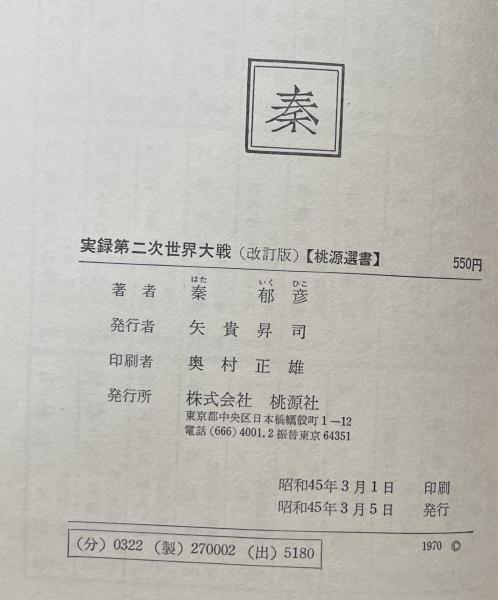 秦
実録第二次世界大戦(改訂版)【桃源選書】 550円
著者 秦 郁彦
はた いく ひこ
発行者 矢貴昇司
印刷者 奥村正雄
発行所 株式会社 桃源社
東京都中央区日本橋蠣殻町1−12
電話(666)4001,2 振替東京64351
昭和45年3月1日 印刷
昭和45年3月5日 発行
(分)0322(製)270002(出)5180
1970 ©